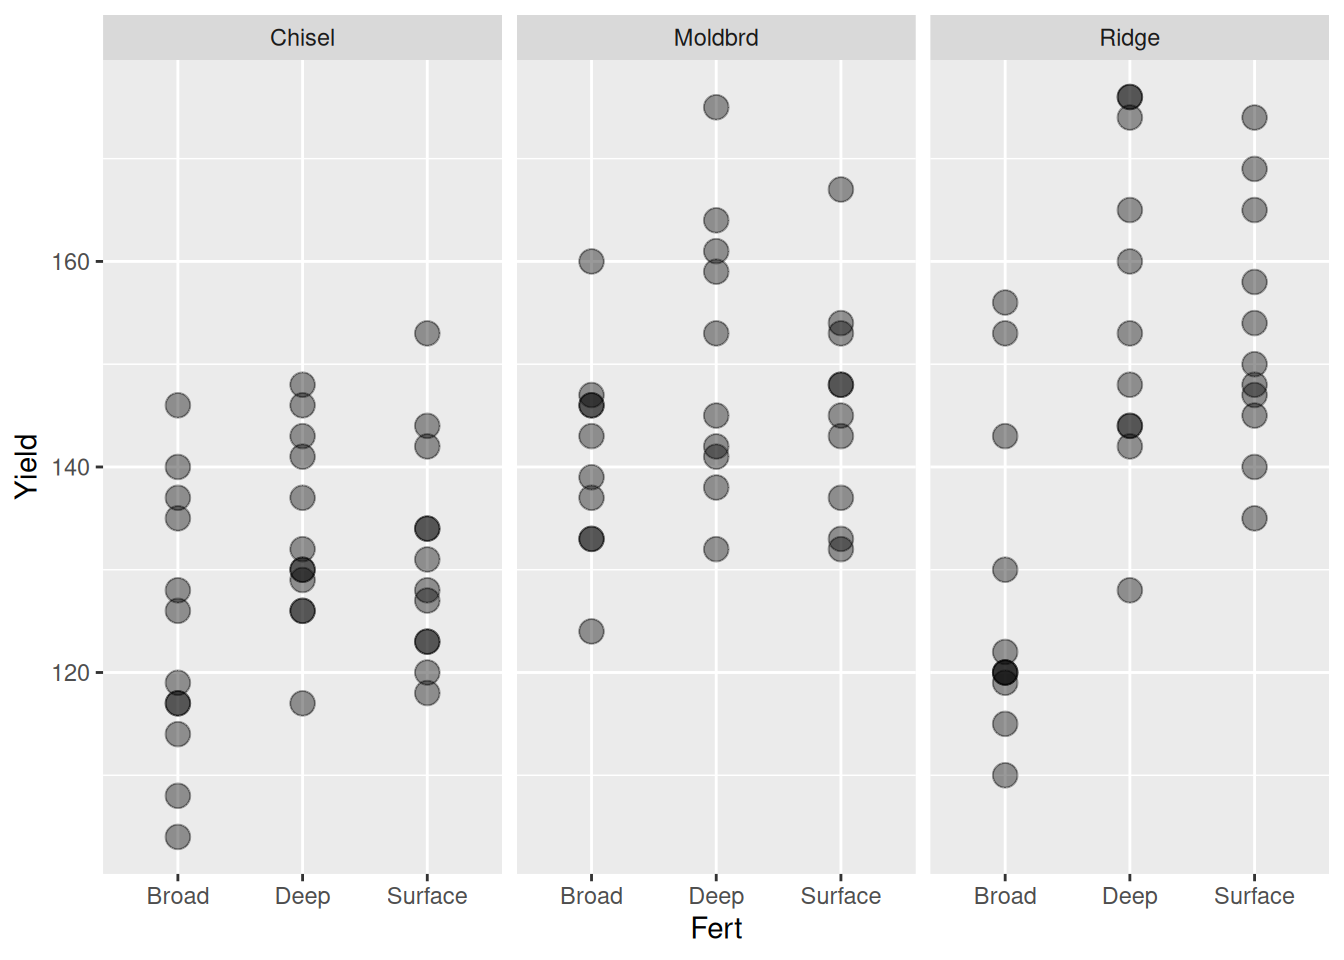 Chisel Moldbrd Ridge
Yield
160
140
120
Broad Deep Surface Broad Deep Surface Broad Deep Surface
Fert